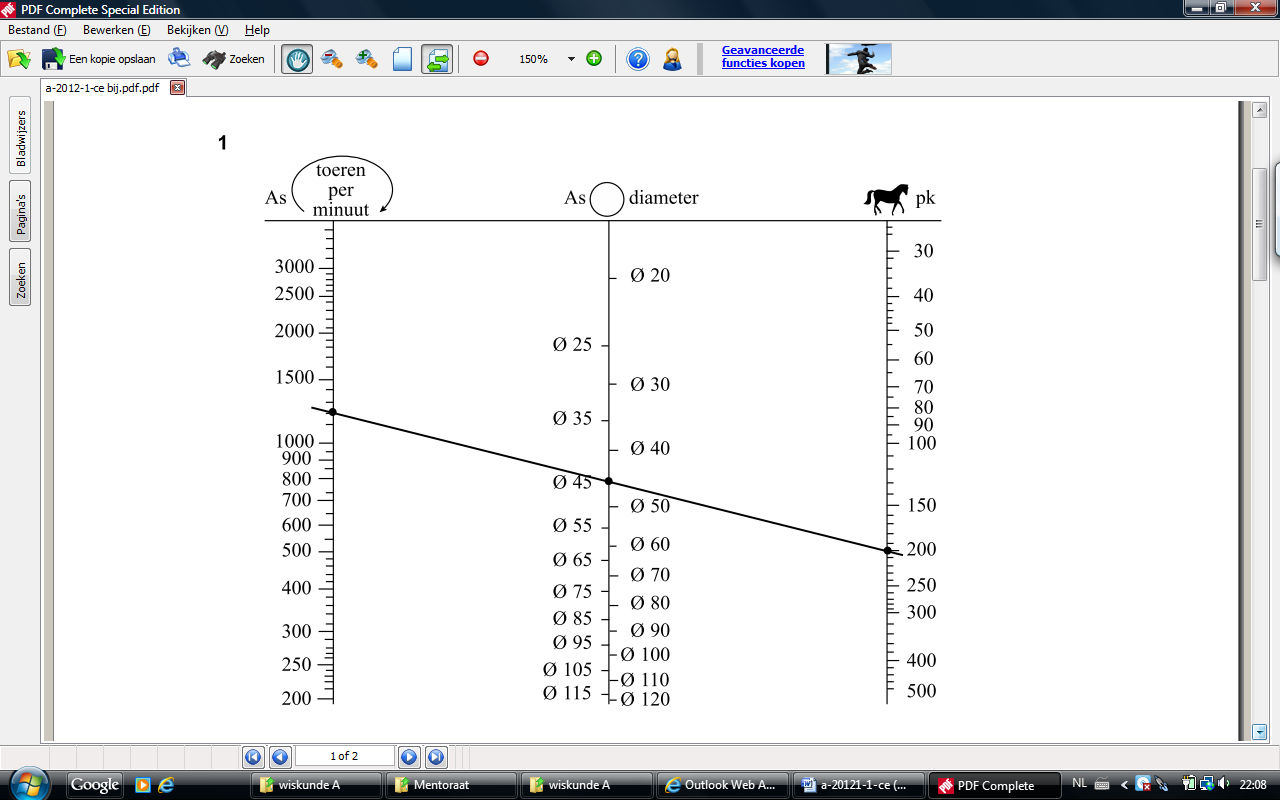 PDF Complete Special Edition
Bestand (F) Bewerken (E) Bekijken (V) Help
Een kopie opslaan Zoeken 150% Geavanceerde
functies kopen
a-2012-1-ce bij.pdf.pdf
Bladwijzers
Pagina's
Zoeken
1
As toeren
per
minuut
As diameter
pk
3000
2500
2000
1500
1000
900
800
700
600
500
400
300
250
200
Ø 20
Ø 25
Ø 30
Ø 35
Ø 40
Ø 45
Ø 50
Ø 55
Ø 60
Ø 65
Ø 70
Ø 75
Ø 80
Ø 85
Ø 90
Ø 95
Ø 100
Ø 105
Ø 110
Ø 115
Ø 120
30
40
50
60
70
80
90
100
150
200
250
300
400
500
1 of 2
Google wiskunde A Mentoraat wiskunde A Outlook Web A... a-20121-1-ce (... PDF Complete NL 22:08